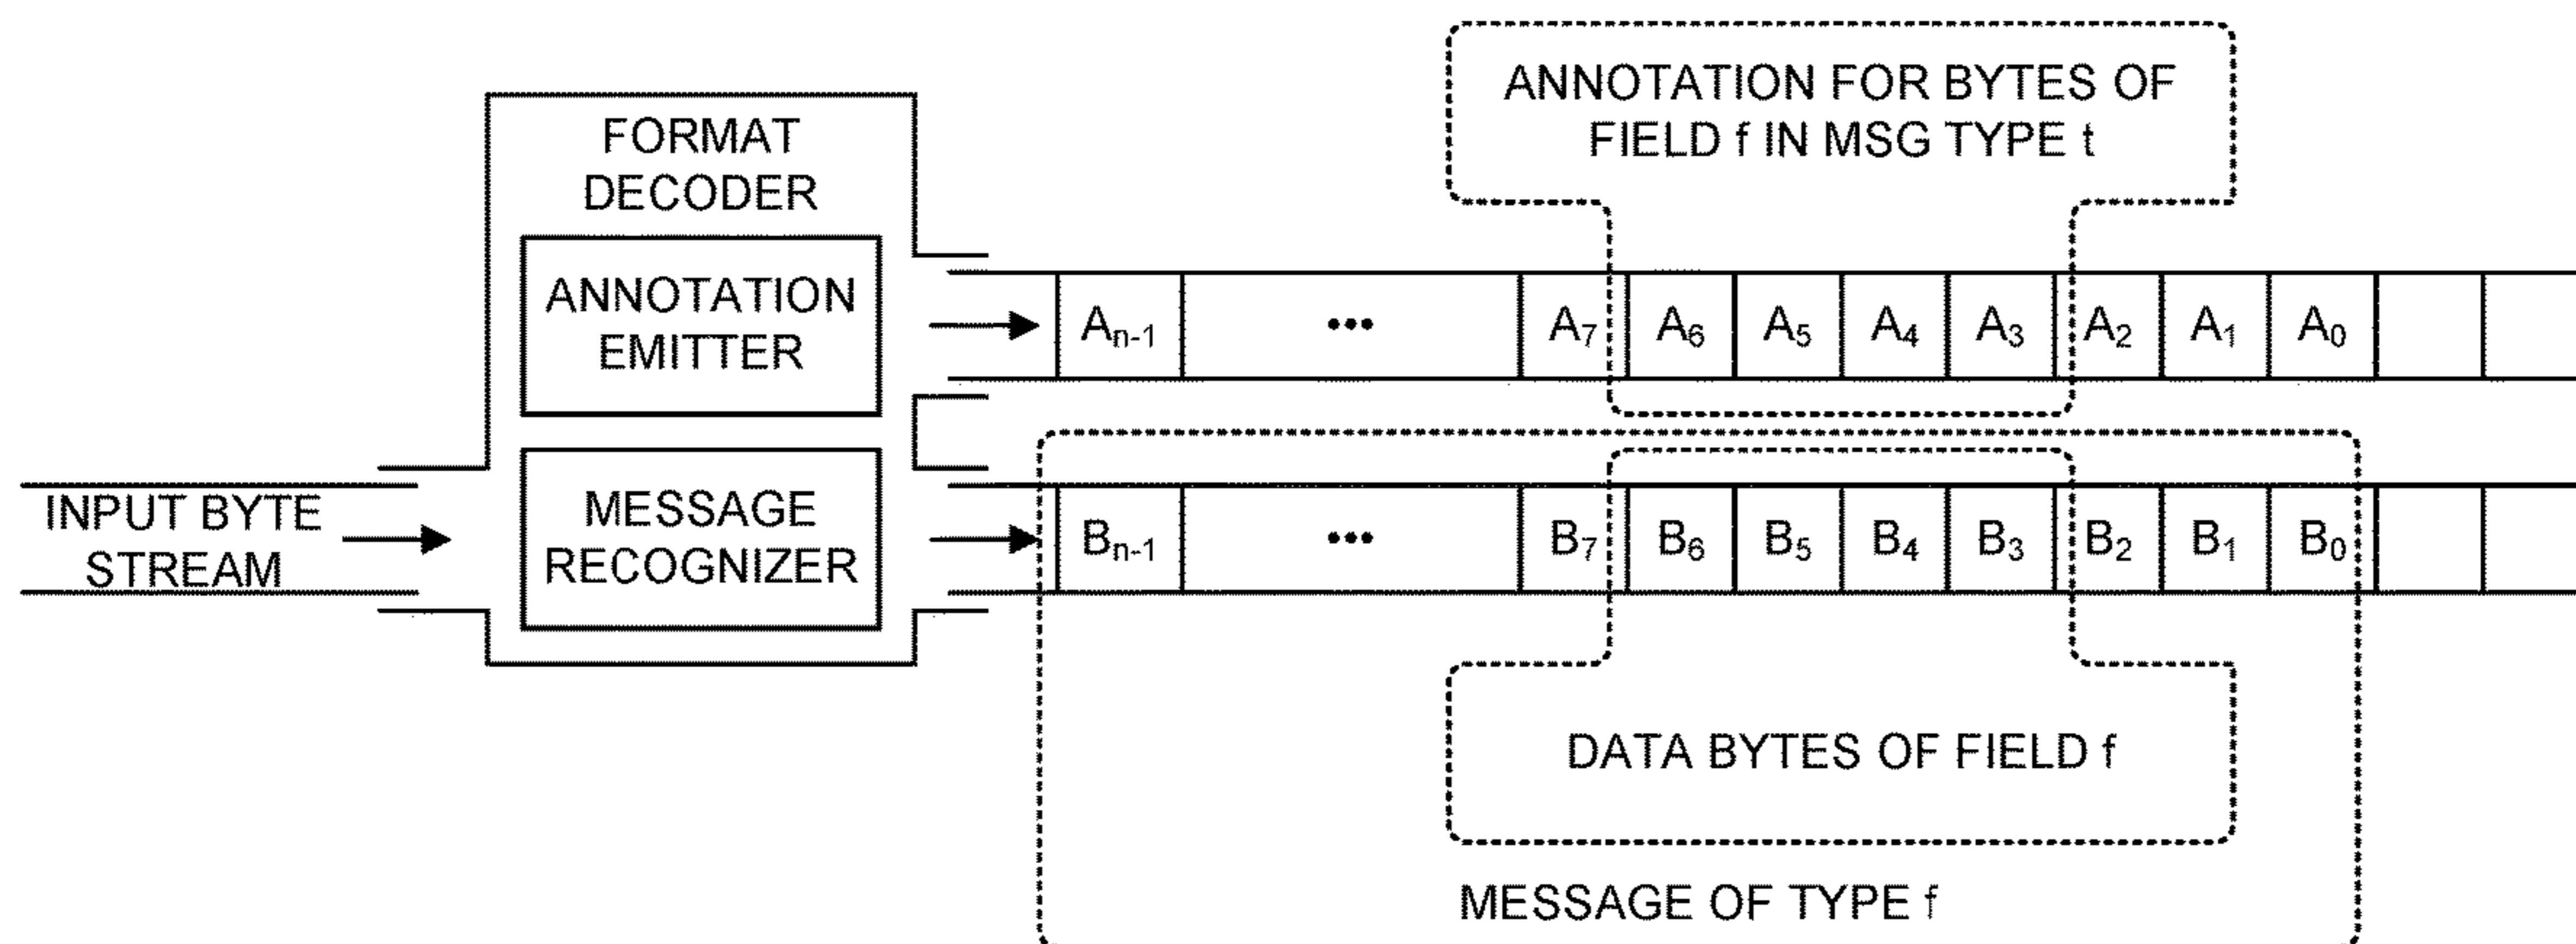 ANNOTATION FOR BYTES OF
FIELD f IN MSG TYPE t
FORMAT
DECODER
ANNOTATION
EMITTER
Aₙ₋₁ ••• A₇ A₆ A₅ A₄ A₃ A₂ A₁ A₀
INPUT BYTE
STREAM
MESSAGE
RECOGNIZER
Bₙ₋₁ ••• B₇ B₆ B₅ B₄ B₃ B₂ B₁ B₀
DATA BYTES OF FIELD f
MESSAGE OF TYPE f